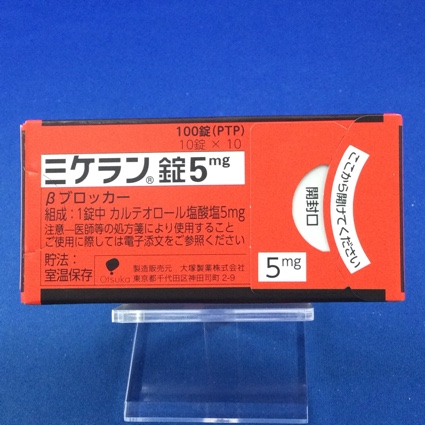 100錠(PTP)
10錠×10
ミケラン®錠5mg
βブロッカー
組成:1錠中 カルテオロール塩酸塩5mg
注意―医師等の処方箋により使用すること
ご使用に際しては電子添文をご参照ください
貯法:
室温保存
Otsuka
製造販売元 大塚製薬株式会社
東京都千代田区神田司町2-9
ここから開けてください
開封口
5mg